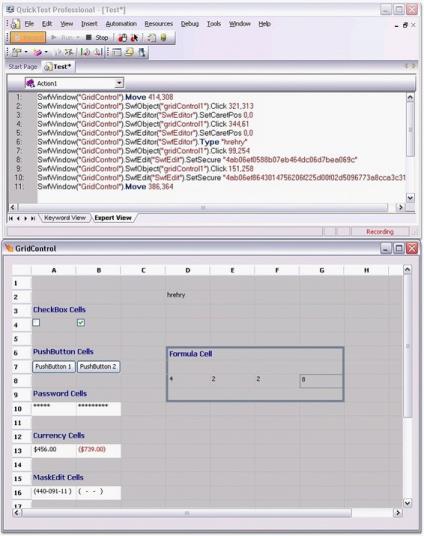 QuickTest Professional - [Test*]
File Edit View Insert Automation Resources Debug Tools Window Help
Run Stop
Start Page Test*
Action1
1: SwfWindow("GridControl").Move 414,308
2: SwfWindow("GridControl").SwfObject("gridControl1").Click 321,313
3: SwfWindow("GridControl").SwfEditor("SwfEditor").SetCaretPos 0,0
4: SwfWindow("GridControl").SwfObject("gridControl1").Click 344,61
5: SwfWindow("GridControl").SwfEditor("SwfEditor").SetCaretPos 0,0
6: SwfWindow("GridControl").SwfEditor("SwfEditor").Type "hrehry"
7: SwfWindow("GridControl").SwfObject("gridControl1").Click 99,254
8: SwfWindow("GridControl").SwfEdit("SwfEdit").SetSecure "4ab06ef0588b07eb464dc06d7bea069c"
9: SwfWindow("GridControl").SwfObject("gridControl1").Click 151,258
10: SwfWindow("GridControl").SwfEdit("SwfEdit").SetSecure "4ab06ef8643014756206f225d00f02d5096773a8cca3c31
11: SwfWindow("GridControl").Move 386,364
Keyword View Expert View
Recording
GridControl
A B C D E F G H
1
2 hrehry
3 CheckBox Cells
4
5
6 PushButton Cells Formula Cell
7 PushButton 1 PushButton 2
8 4 2 2 8
9 Password Cells
10 ***** *********
11
12 Currency Cells
13 $456.00 ($739.00)
14
15 MaskEdit Cells
16 (440-091-11 ) ( - - )
17